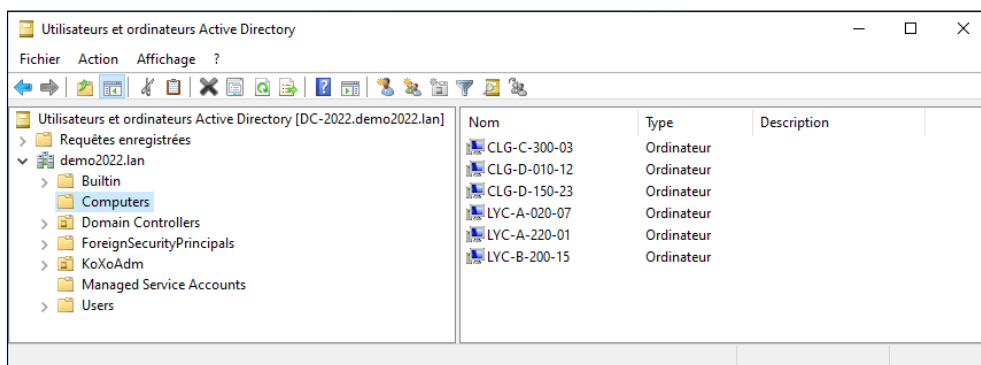 Utilisateurs et ordinateurs Active Directory
Fichier Action Affichage ?
Utilisateurs et ordinateurs Active Directory [DC-2022.demo2022.lan]
Requêtes enregistrées
demo2022.lan
Builtin
Computers
Domain Controllers
ForeignSecurityPrincipals
KoXoAdm
Managed Service Accounts
Users
Nom Type Description
CLG-C-300-03 Ordinateur
CLG-D-010-12 Ordinateur
CLG-D-150-23 Ordinateur
LYC-A-020-07 Ordinateur
LYC-A-220-01 Ordinateur
LYC-B-200-15 Ordinateur